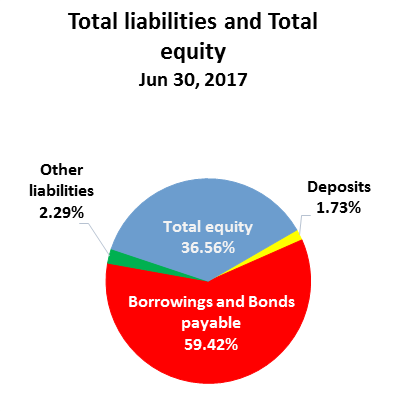 Total liabilities and Total
equity
Jun 30, 2017
Other
liabilities
2.29%
Deposits
1.73%
Total equity
36.56%
Borrowings and Bonds
payable
59.42%